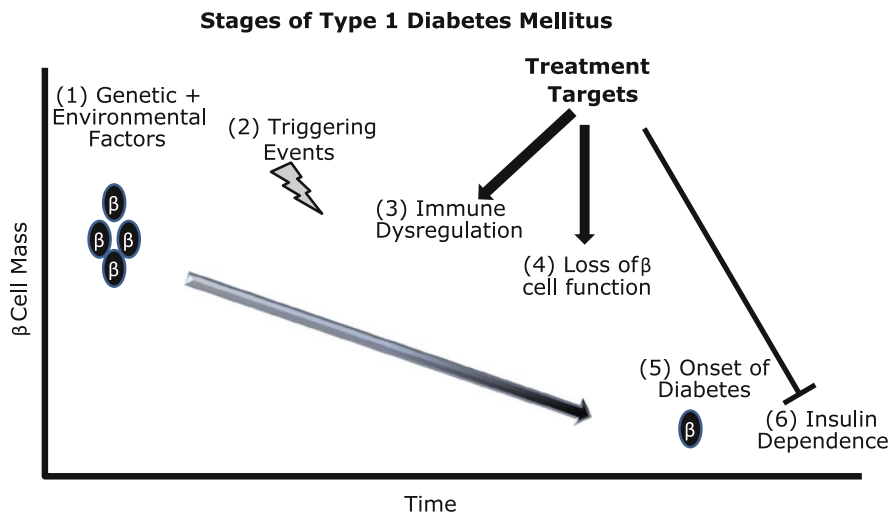 Stages of Type 1 Diabetes Mellitus
Treatment
Targets
(1) Genetic +
Environmental
Factors
(2) Triggering
Events
(3) Immune
Dysregulation
(4) Loss of β
cell function
β
β β
β
β Cell Mass
(5) Onset of
Diabetes
β
(6) Insulin
Dependence
Time